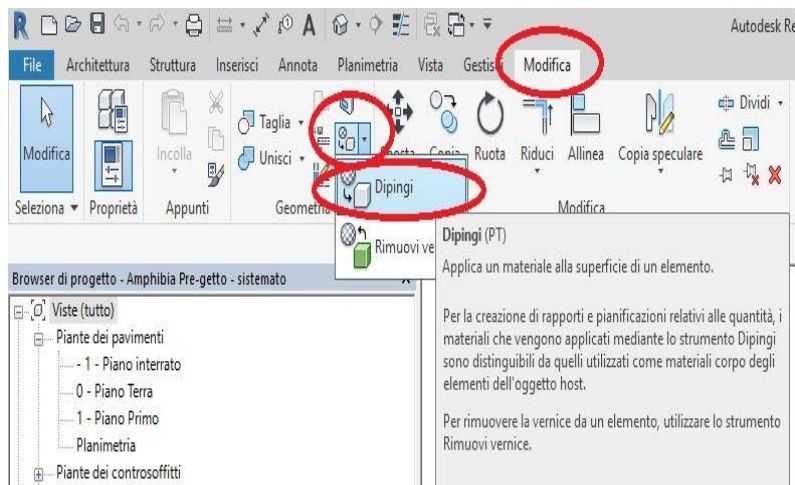 Autodesk Re
File Architettura Struttura Inserisci Annota Planimetria Vista Gestisci Modifica
Taglia
Dividi
Unisci
Modifica Incolla Sposta Copia Ruota Riduci Allinea Copia speculare
Seleziona Proprietà Appunti Geometria Modifica
Dipingi
Rimuovi ve
Dipingi (PT)
Applica un materiale alla superficie di un elemento.
Per la creazione di rapporti e pianificazioni relativi alle quantità, i
materiali che vengono applicati mediante lo strumento Dipingi
sono distinguibili da quelli utilizzati come materiali corpo degli
elementi dell'oggetto host.
Per rimuovere la vernice da un elemento, utilizzare lo strumento
Rimuovi vernice.
Browser di progetto - Amphibia Pre-getto - sistemato
Viste (tutto)
Piante dei pavimenti
- 1 - Piano interrato
0 - Piano Terra
1 - Piano Primo
Planimetria
Piante dei controsoffitti